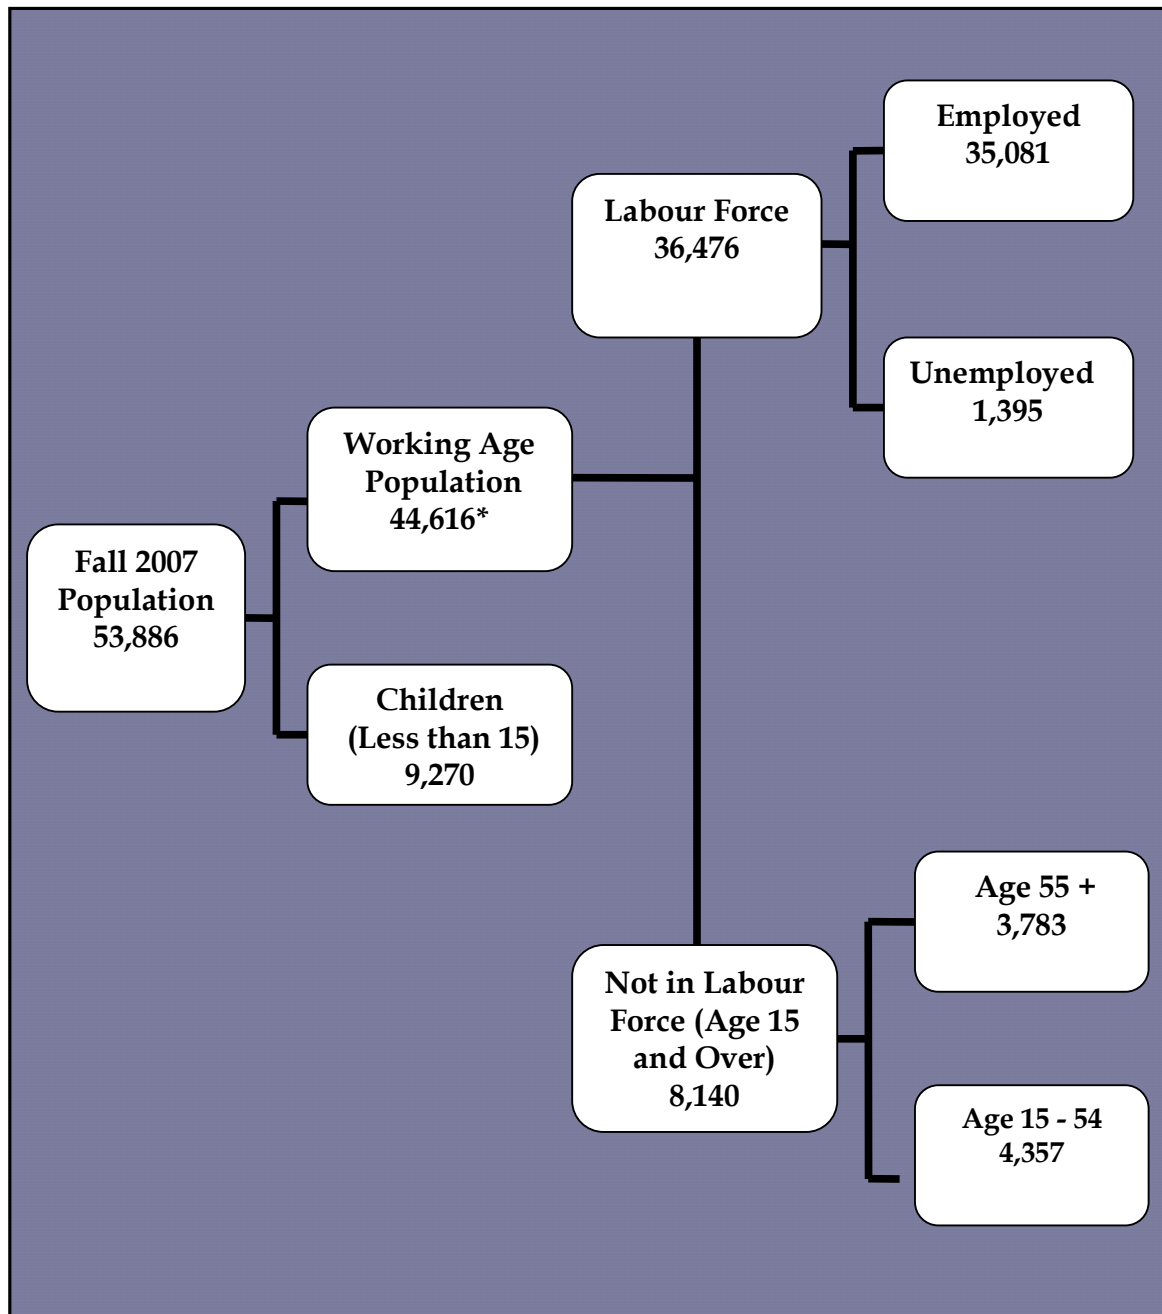 Fall 2007
Population
53,886
Working Age
Population
44,616*
Children
(Less than 15)
9,270
Labour Force
36,476
Not in Labour
Force (Age 15
and Over)
8,140
Employed
35,081
Unemployed
1,395
Age 55 +
3,783
Age 15 - 54
4,357